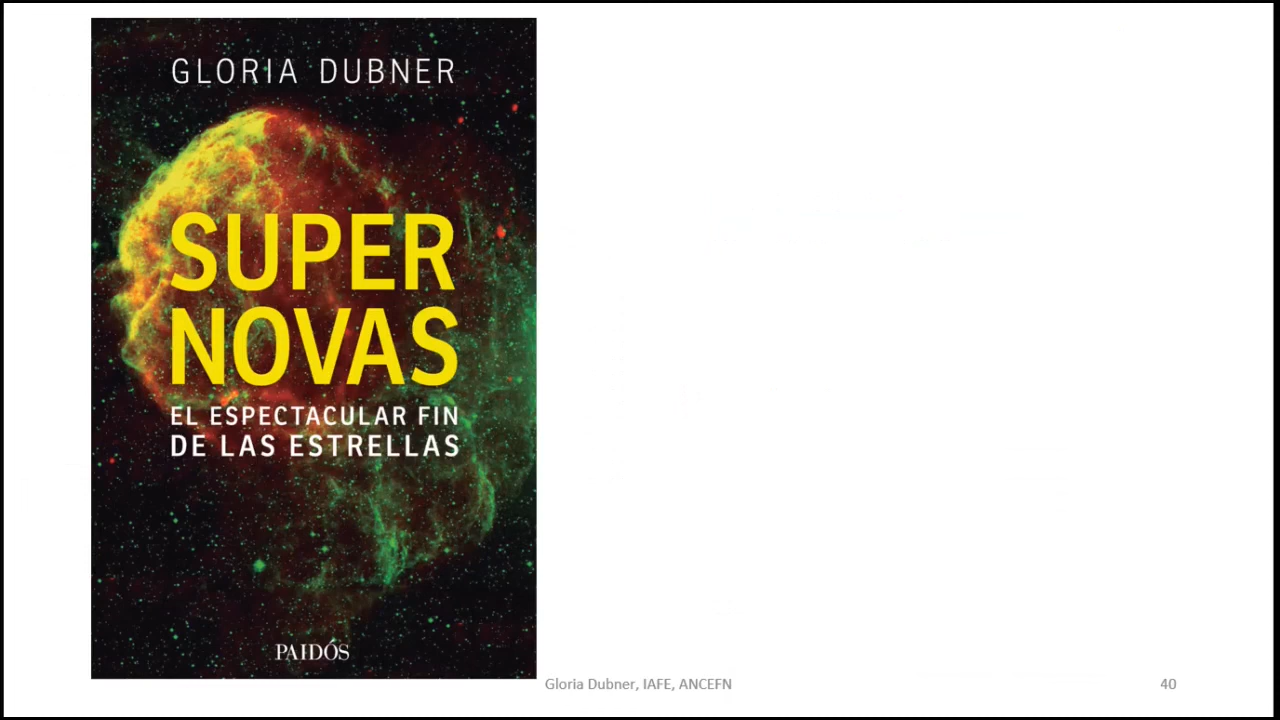 GLORIA DUBNER
SUPER
NOVAS
EL ESPECTACULAR FIN
DE LAS ESTRELLAS
PAIDÓS
Gloria Dubner, IAFE, ANCEFN
40